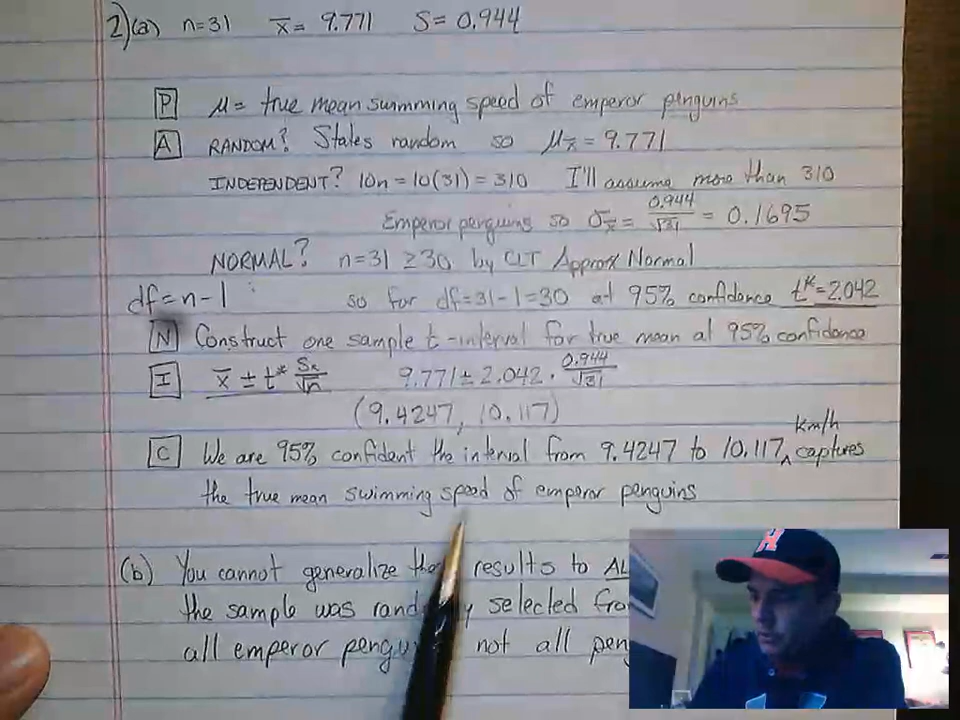 2)(a) n=31 x̄= 9.771 S= 0.944
P μ= true mean swimming speed of emperor penguins
A RANDOM? States random so μx̄=9.771
INDEPENDENT? 10n=10(31)=310 I'll assume more than 310
Emperor penguins so σx̄= 0.944/√31 = 0.1695
NORMAL? n=31 ≥30 by CLT Approx Normal
df=n-1 so for df=31-1=30 at 95% confidence t*=2.042
N Construct one sample t-interval for true mean at 95% confidence
I x̄ ± t* Sx/√n 9.771±2.042· 0.944/√31
(9.4247, 10.117)
km/h
C We are 95% confident the interval from 9.4247 to 10.117 ^ captures
the true mean swimming speed of emperor penguins
(b) You cannot generalize results to
the sample was selected
all emperor not all
H